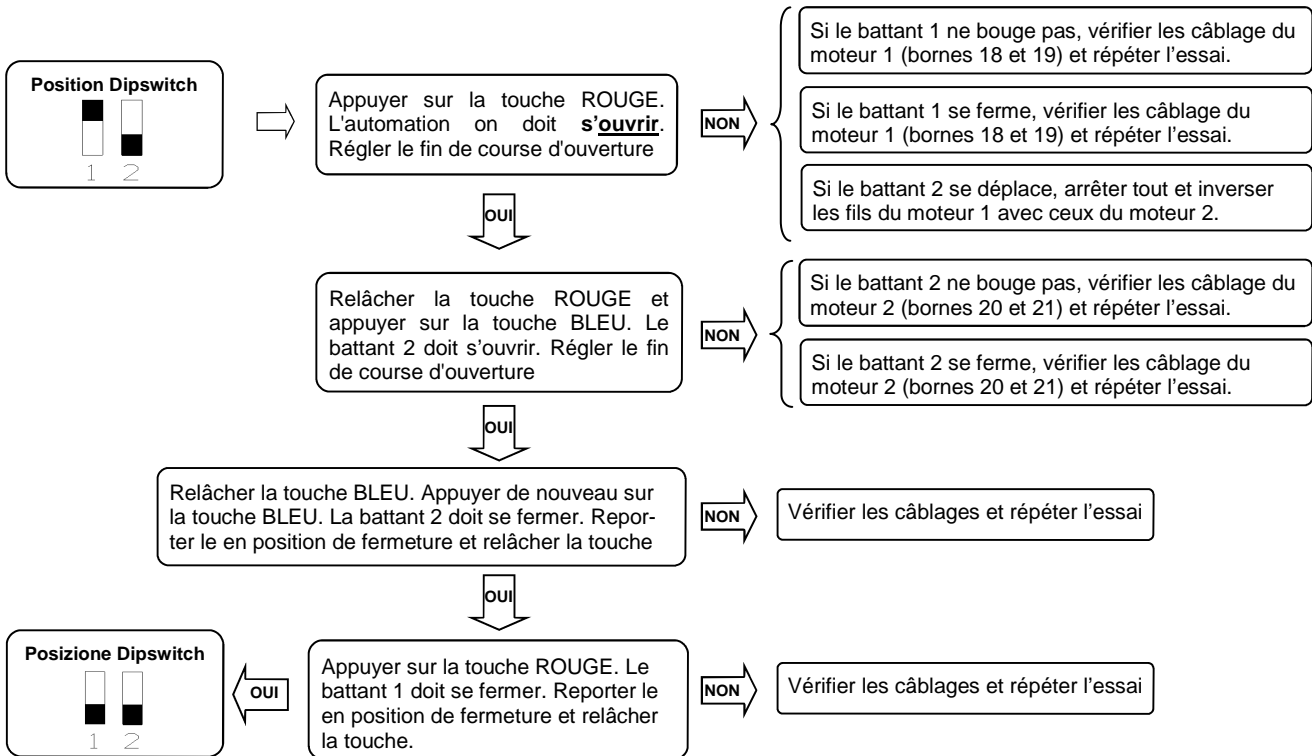 Position Dipswitch
1 2
Appuyer sur la touche ROUGE.
L'automation on doit s'ouvrir.
Régler le fin de course d'ouverture
NON
Si le battant 1 ne bouge pas, vérifier les câblage du
moteur 1 (bornes 18 et 19) et répéter l'essai.
Si le battant 1 se ferme, vérifier les câblage du
moteur 1 (bornes 18 et 19) et répéter l'essai.
Si le battant 2 se déplace, arrêter tout et inverser
les fils du moteur 1 avec ceux du moteur 2.
OUI
Relâcher la touche ROUGE et
appuyer sur la touche BLEU. Le
battant 2 doit s'ouvrir. Régler le fin
de course d'ouverture
NON
Si le battant 2 ne bouge pas, vérifier les câblage du
moteur 2 (bornes 20 et 21) et répéter l'essai.
Si le battant 2 se ferme, vérifier les câblage du
moteur 2 (bornes 20 et 21) et répéter l'essai.
OUI
Relâcher la touche BLEU. Appuyer de nouveau sur
la touche BLEU. La battant 2 doit se fermer. Repor-
ter le en position de fermeture et relâcher la touche
NON
Vérifier les câblages et répéter l'essai
OUI
Appuyer sur la touche ROUGE. Le
battant 1 doit se fermer. Reporter le
en position de fermeture et relâcher
la touche.
NON
Vérifier les câblages et répéter l'essai
OUI
Posizione Dipswitch
1 2